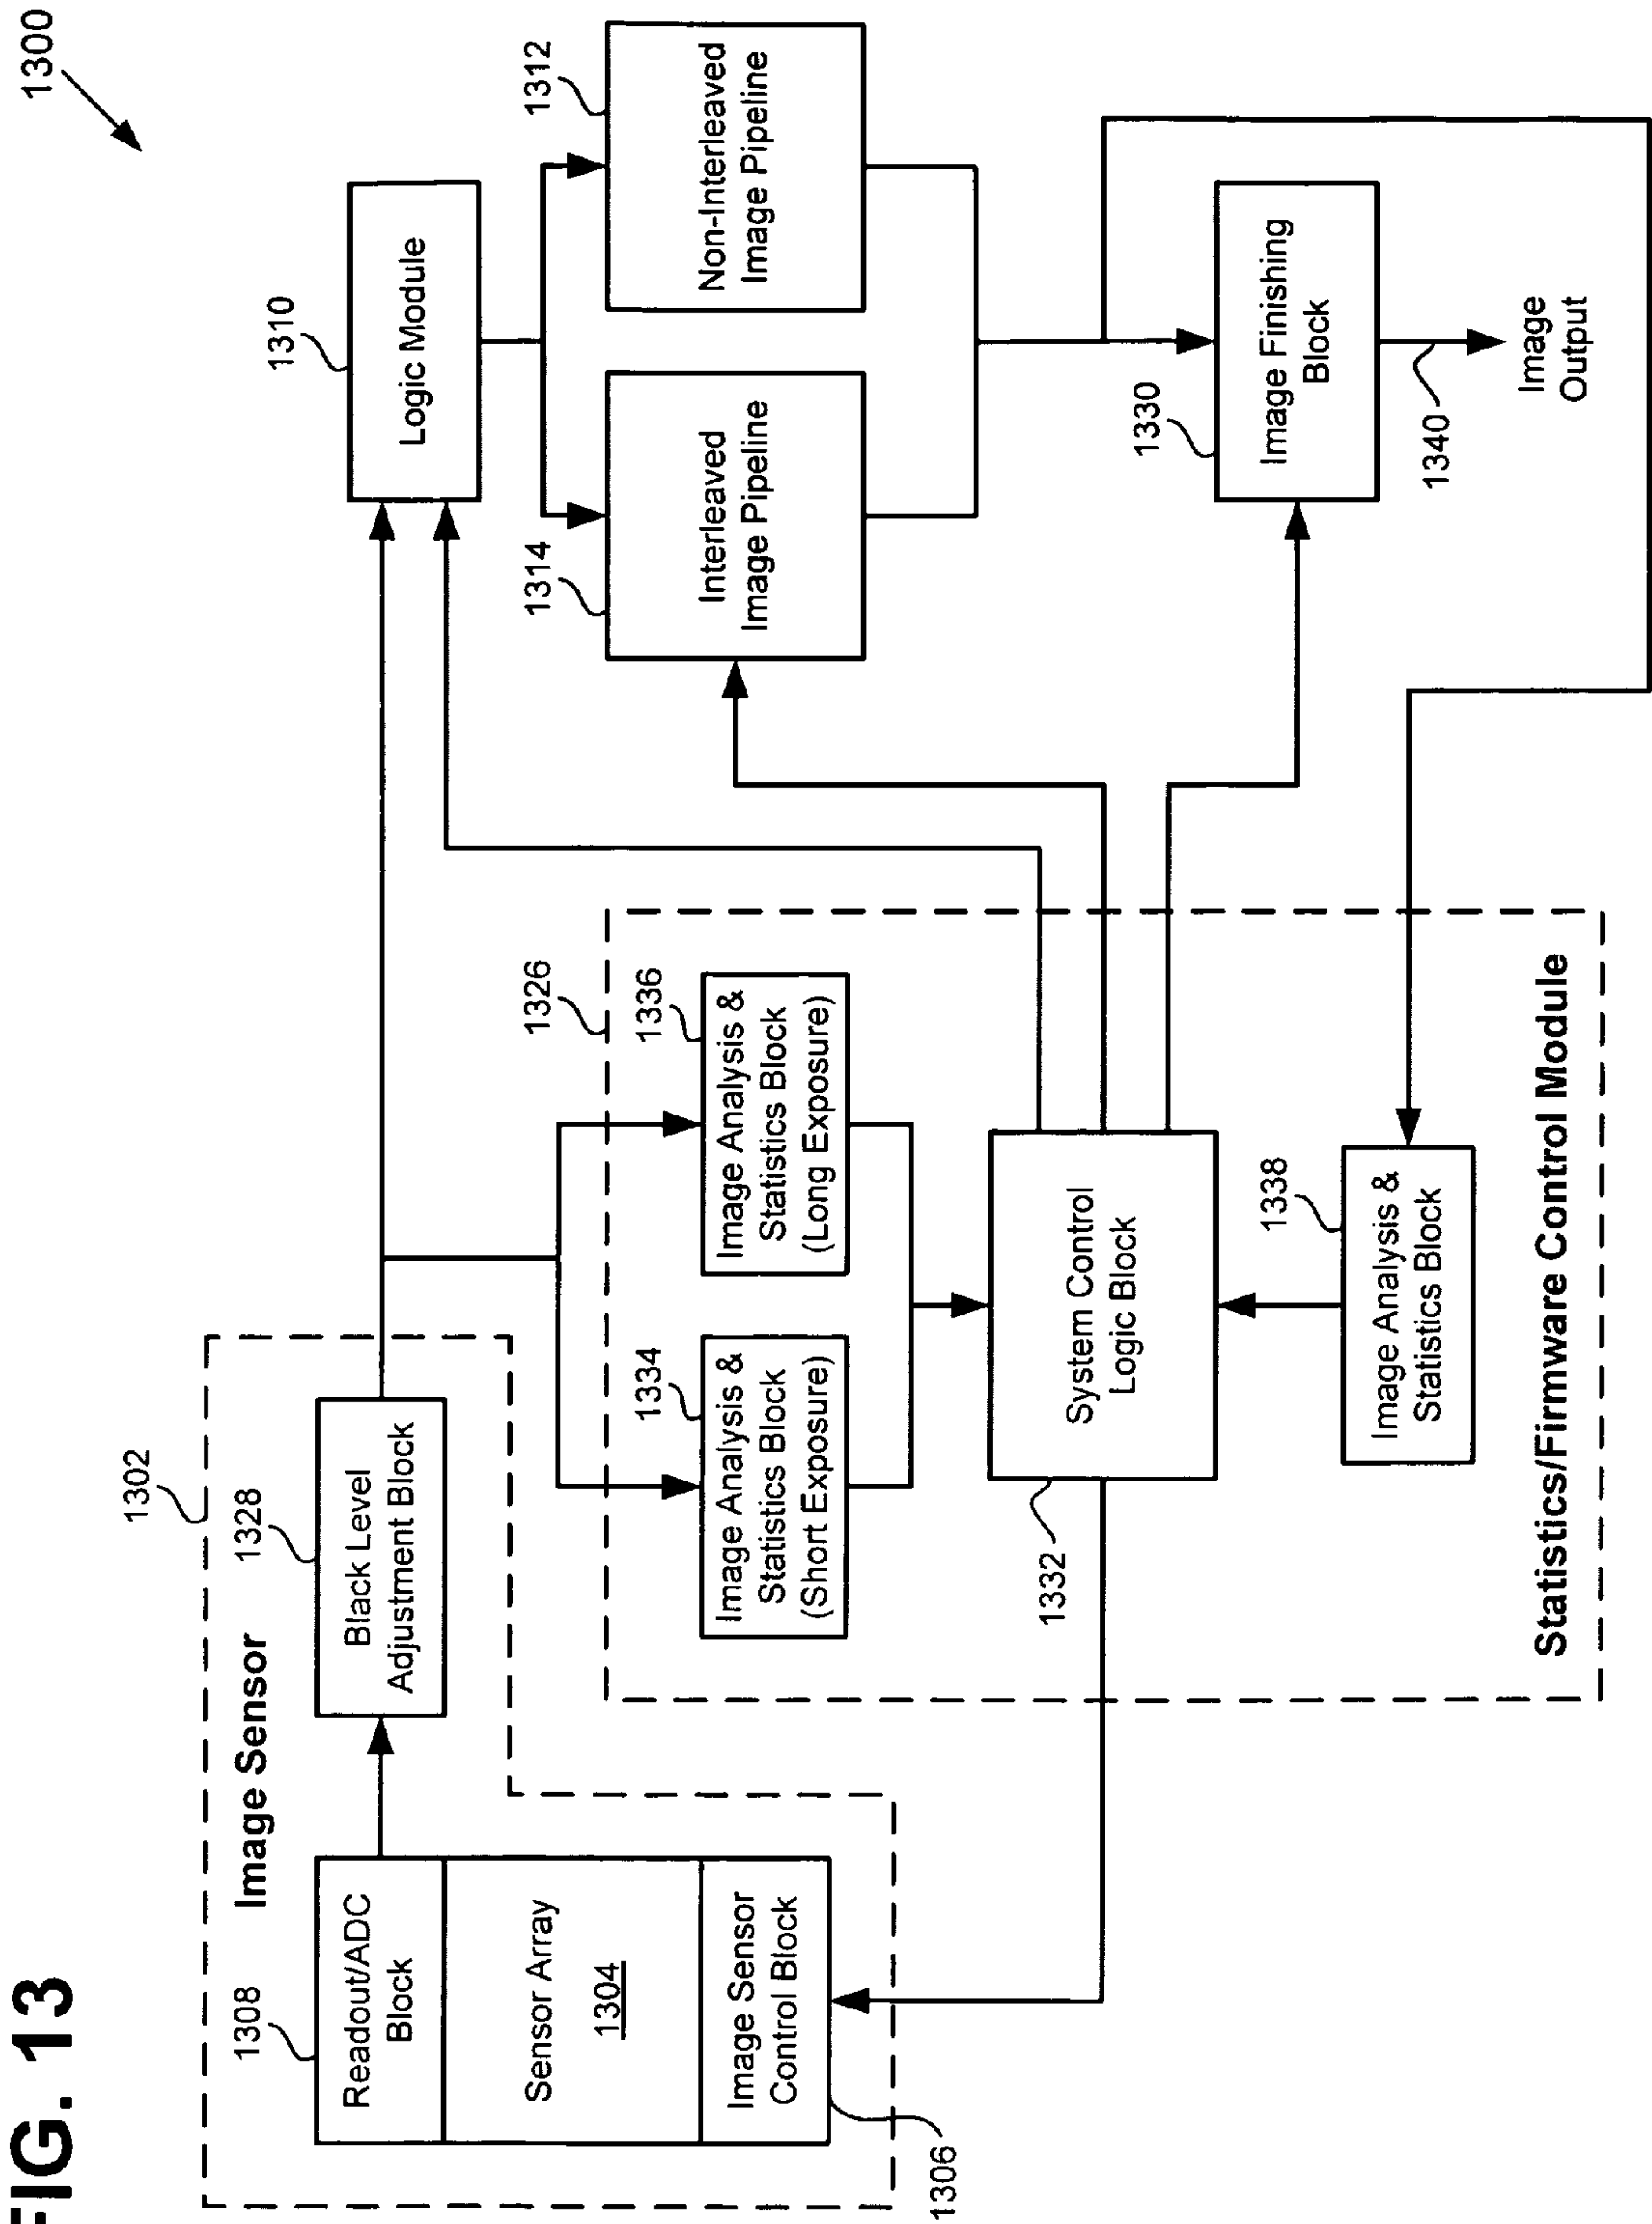 FIG. 13
1300
1302
Image Sensor
1308
Readout/ADC
Block
Sensor Array
1304
Image Sensor
Control Block
1306
1328
Black Level
Adjustment Block
1310
Logic Module
1312
Non-Interleaved
Image Pipeline
1314
Interleaved
Image Pipeline
1326
1334
Image Analysis &
Statistics Block
(Short Exposure)
1336
Image Analysis &
Statistics Block
(Long Exposure)
1332
System Control
Logic Block
1338
Image Analysis &
Statistics Block
Statistics/Firmware Control Module
1330
Image Finishing
Block
1340
Image
Output